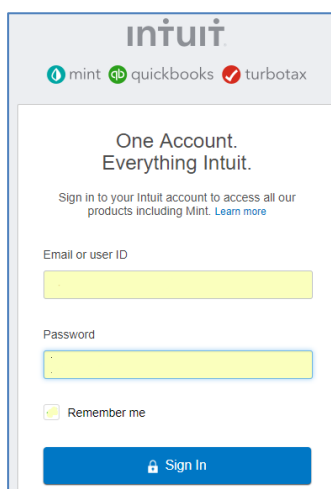 intuit
mint quickbooks turbotax
One Account.
Everything Intuit.
Sign in to your Intuit account to access all our
products including Mint. Learn more
Email or user ID
Password
Remember me
Sign In